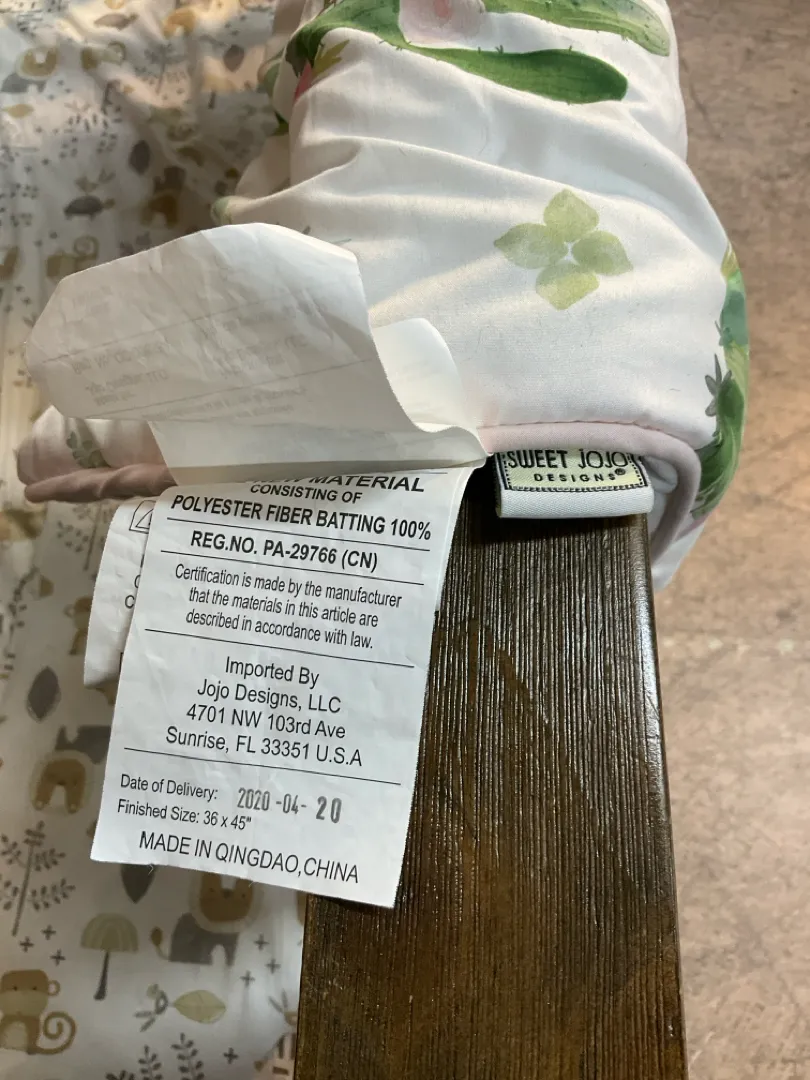 MATERIAL
CONSISTING OF
POLYESTER FIBER BATTING 100%
REG.NO. PA-29766 (CN)
Certification is made by the manufacturer
that the materials in this article are
described in accordance with law.
Imported By
Jojo Designs, LLC
4701 NW 103rd Ave
Sunrise, FL 33351 U.S.A
Date of Delivery: 2020-04-20
Finished Size: 36 x 45"
MADE IN QINGDAO,CHINA
SWEET JOJO
DESIGNS®